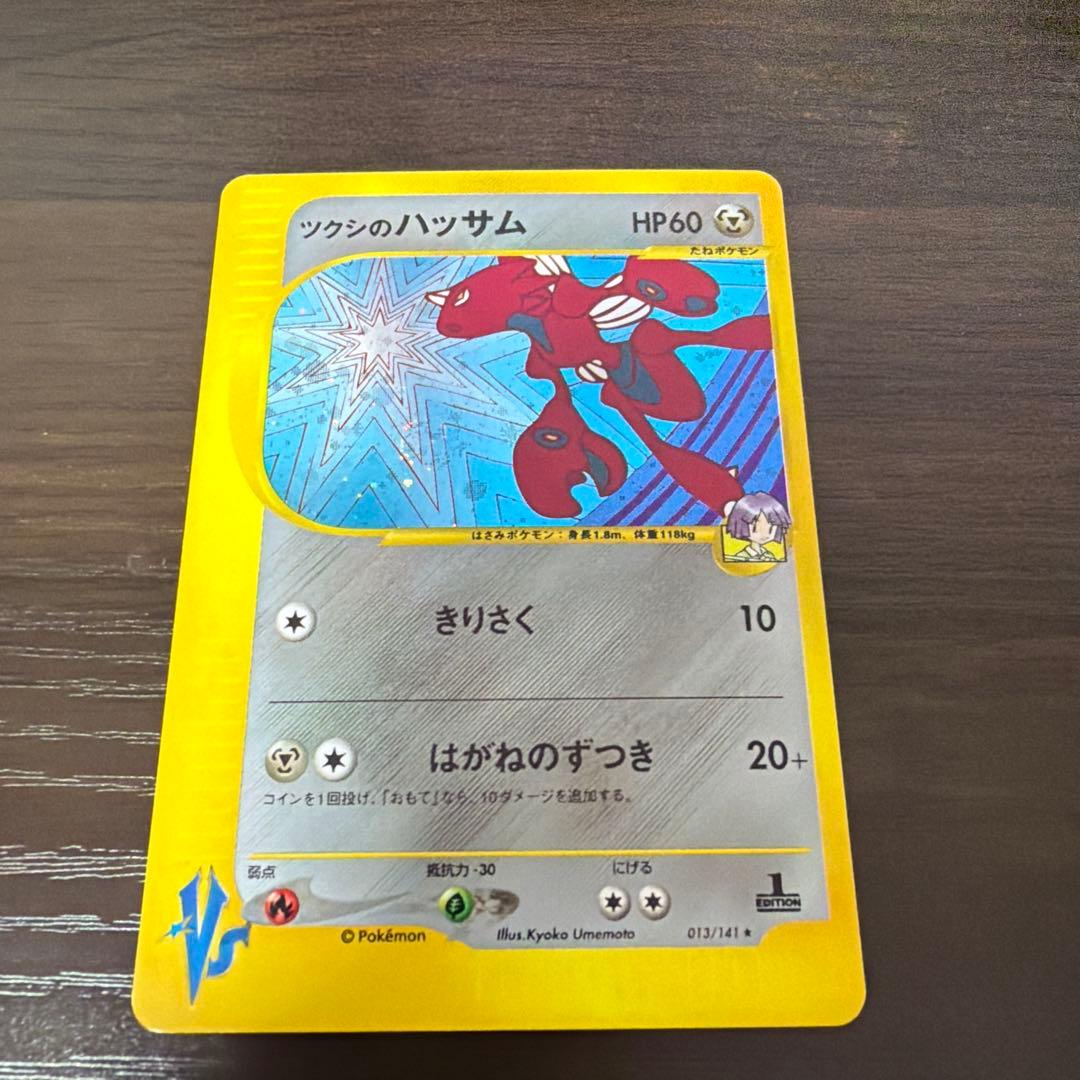 ツクシのハッサム HP60
たねポケモン
はさみポケモン：身長1.8m、体重118kg
きりさく 10
はがねのずつき 20+
コインを1回投げ、「おもて」なら、10ダメージを追加する。
弱点 抵抗力 -30 にげる
1
EDITION
VS
© Pokémon Illus.Kyoko Umemoto 013/141 ★